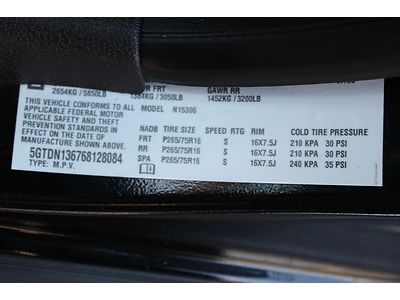 2654KG / 5850LB 1384KG / 3050LB 1452KG / 3200LB
THIS VEHICLE CONFORMS TO ALL MODEL N15306
APPLICABLE FEDERAL MOTOR
VEHICLE SAFETY, THEFT
PREVENTION STANDARDS IN
EFFECT ON THE DATE OF
MANUFACTURE SHOWN ABOVE.
5GTDN136768128084
TYPE: M.P.V.
FRT GAWR RR
NADB TIRE SIZE SPEED RTG RIM COLD TIRE PRESSURE
FRT P265/75R16 S 16X7.5J 210 KPA 30 PSI
RR P265/75R16 S 16X7.5J 210 KPA 30 PSI
SPA P265/75R16 S 16X7.5J 240 KPA 35 PSI